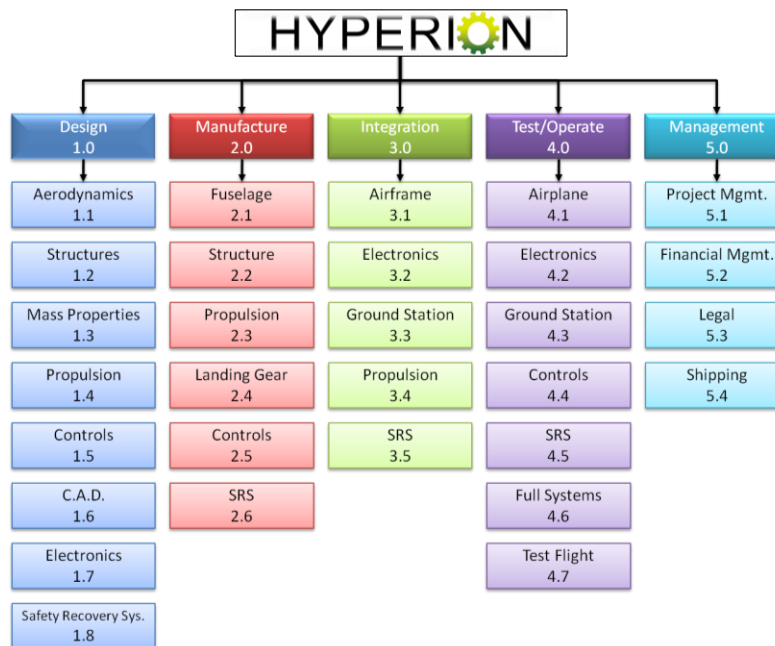 HYPERION
Design
1.0
Manufacture
2.0
Integration
3.0
Test/Operate
4.0
Management
5.0
Aerodynamics
1.1
Structures
1.2
Mass Properties
1.3
Propulsion
1.4
Controls
1.5
C.A.D.
1.6
Electronics
1.7
Safety Recovery Sys.
1.8
Fuselage
2.1
Structure
2.2
Propulsion
2.3
Landing Gear
2.4
Controls
2.5
SRS
2.6
Airframe
3.1
Electronics
3.2
Ground Station
3.3
Propulsion
3.4
SRS
3.5
Airplane
4.1
Electronics
4.2
Ground Station
4.3
Controls
4.4
SRS
4.5
Full Systems
4.6
Test Flight
4.7
Project Mgmt.
5.1
Financial Mgmt.
5.2
Legal
5.3
Shipping
5.4